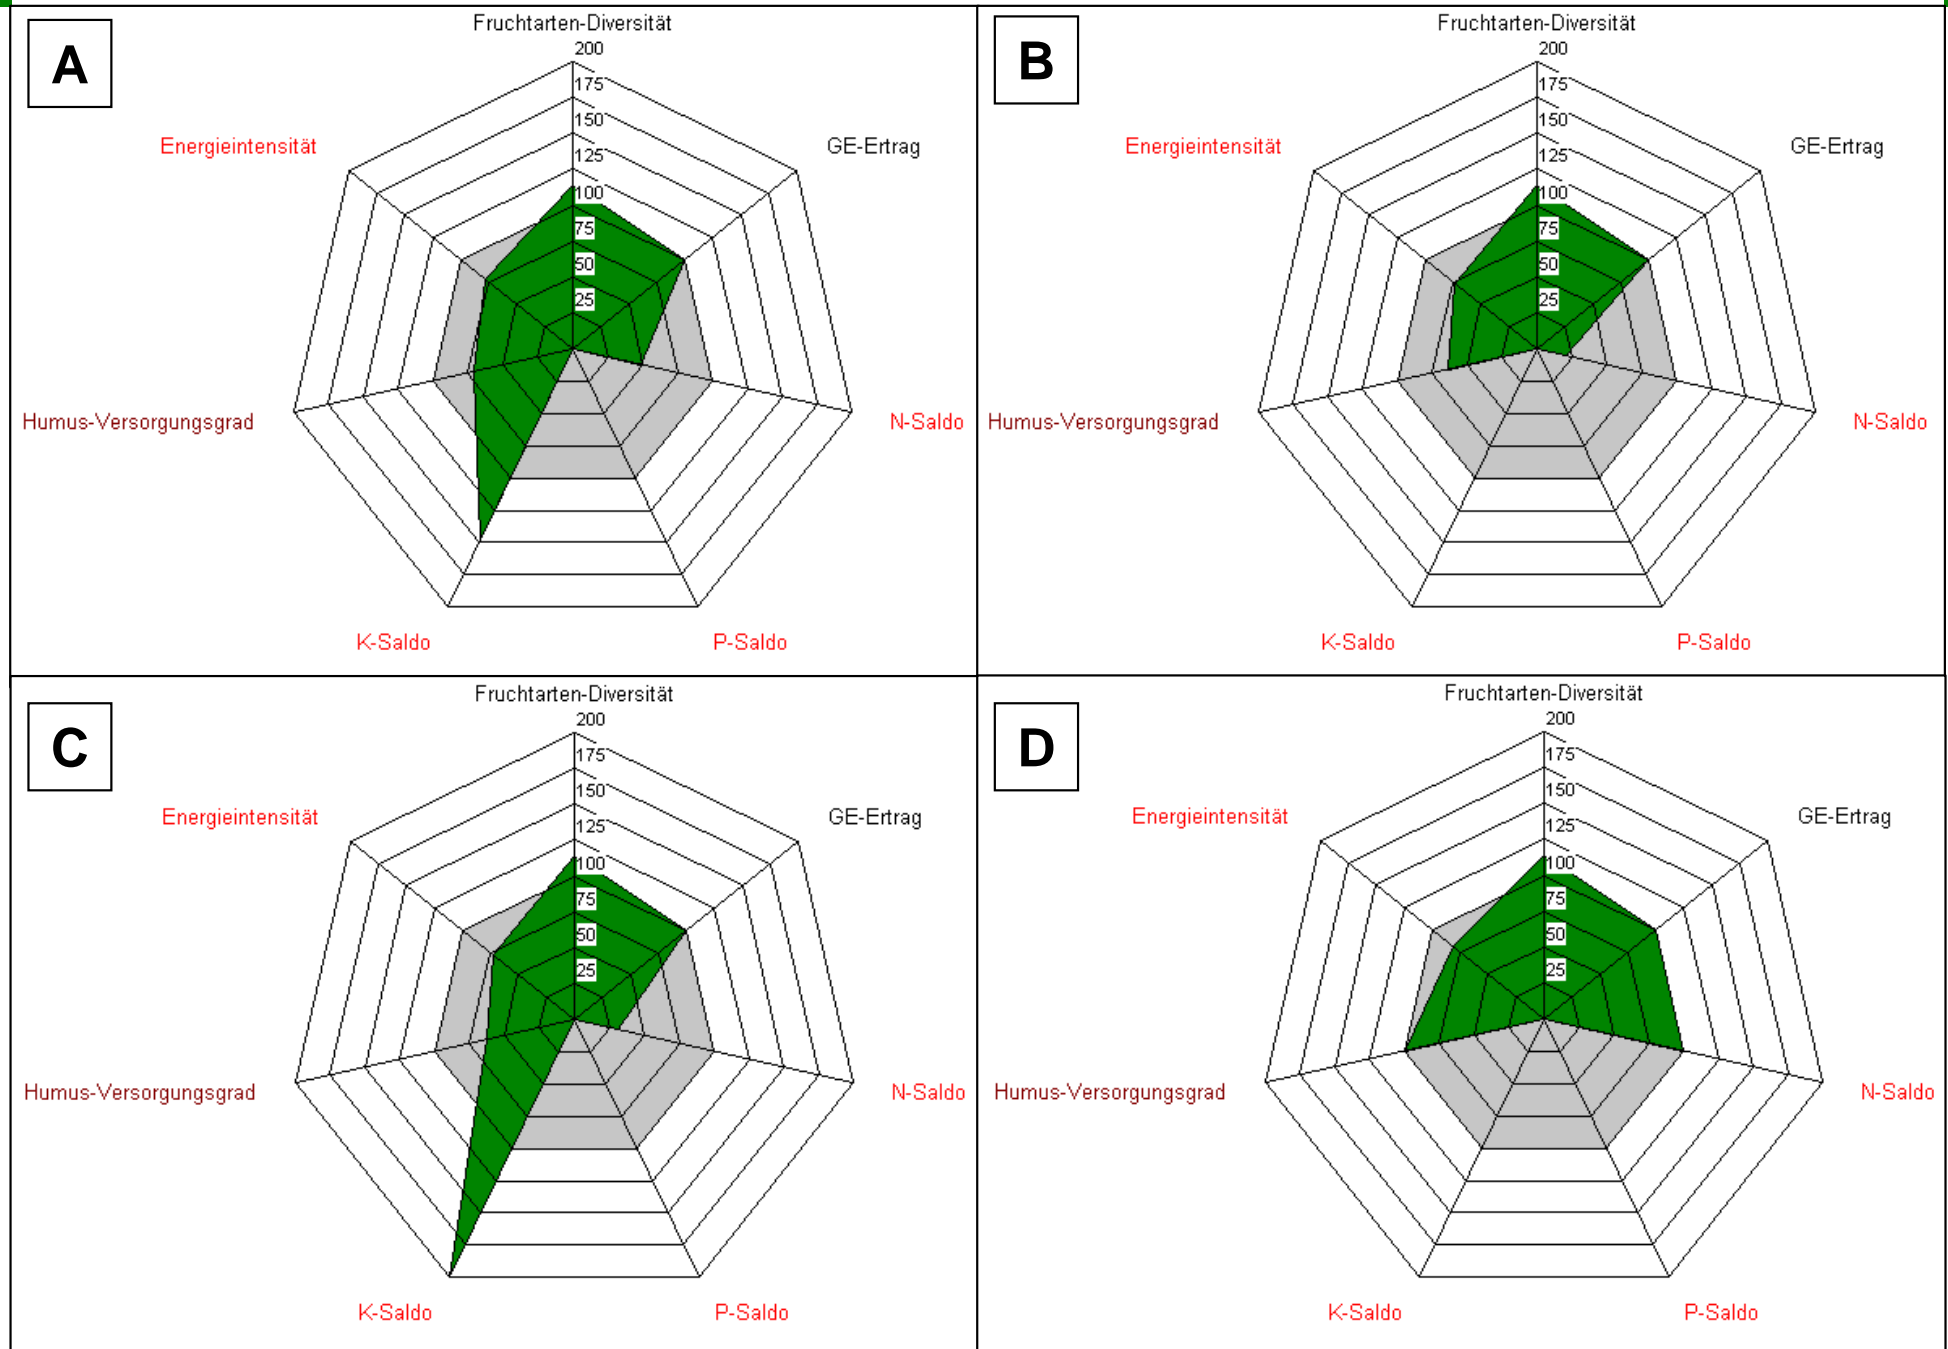 A
Fruchtarten-Diversität
200
175
150
125
100
75
50
25
Energieintensität
GE-Ertrag
Humus-Versorgungsgrad
N-Saldo
K-Saldo
P-Saldo
B
Fruchtarten-Diversität
200
175
150
125
100
75
50
25
Energieintensität
GE-Ertrag
Humus-Versorgungsgrad
N-Saldo
K-Saldo
P-Saldo
C
Fruchtarten-Diversität
200
175
150
125
100
75
50
25
Energieintensität
GE-Ertrag
Humus-Versorgungsgrad
N-Saldo
K-Saldo
P-Saldo
D
Fruchtarten-Diversität
200
175
150
125
100
75
50
25
Energieintensität
GE-Ertrag
Humus-Versorgungsgrad
N-Saldo
K-Saldo
P-Saldo